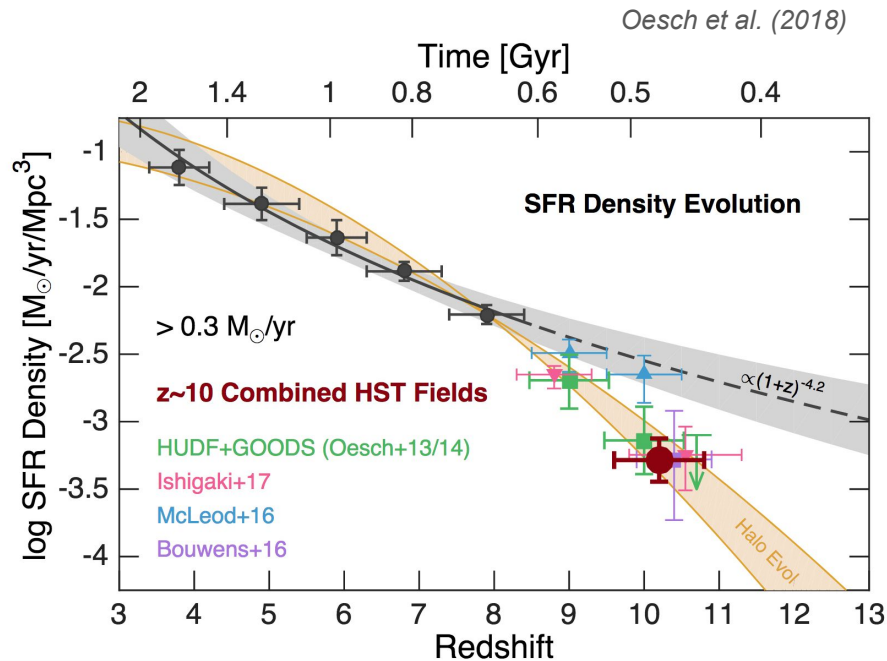 Oesch et al. (2018)
Time [Gyr]
2 1.4 1 0.8 0.6 0.5 0.4
log SFR Density [M☉/yr/Mpc³]
-1
-1.5
-2
-2.5
-3
-3.5
-4
SFR Density Evolution
> 0.3 M☉/yr
∝(1+z)^-4.2
z~10 Combined HST Fields
HUDF+GOODS (Oesch+13/14)
Ishigaki+17
McLeod+16
Bouwens+16
Halo Evol
3 4 5 6 7 8 9 10 11 12 13
Redshift